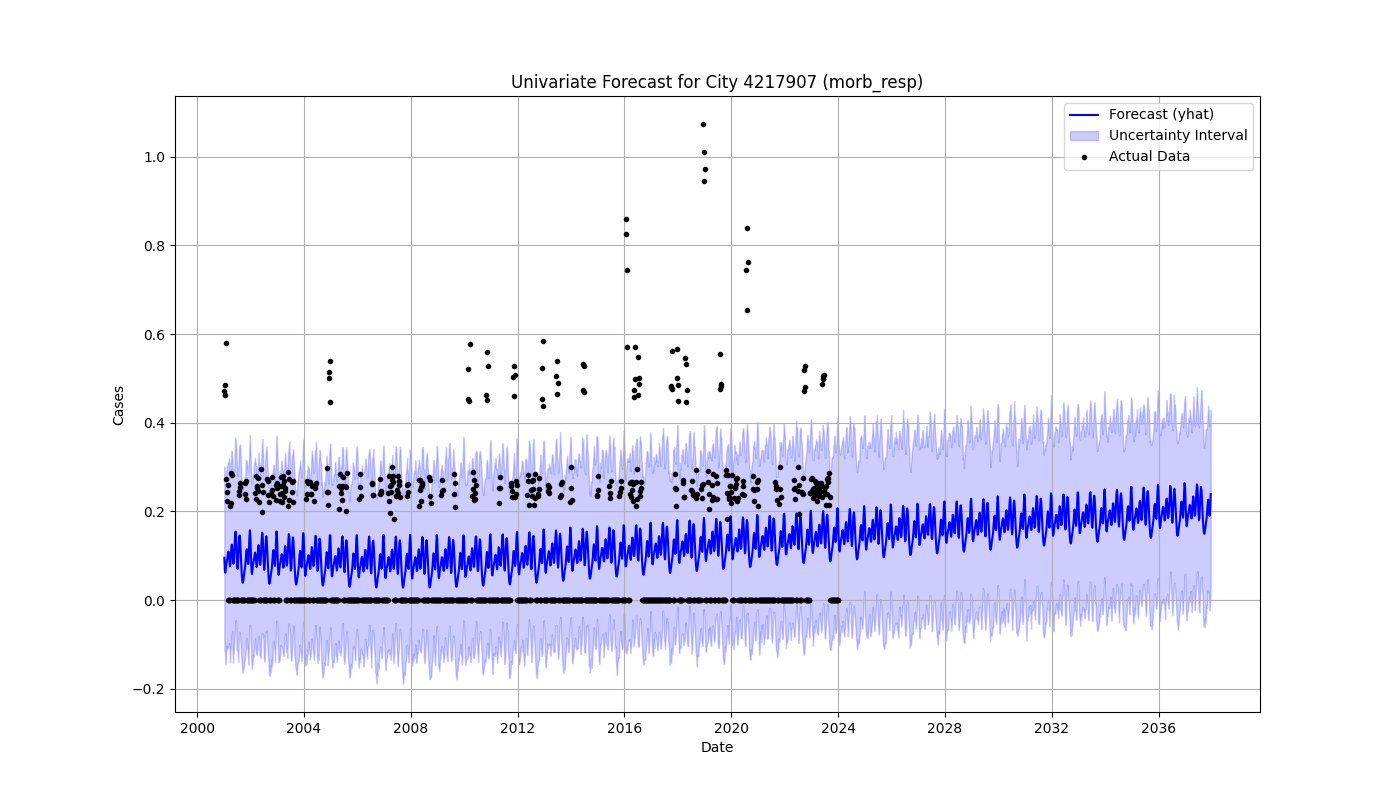 Univariate Forecast for City 4217907 (morb_resp)
Forecast (yhat)
Uncertainty Interval
Actual Data
Cases
1.0
0.8
0.6
0.4
0.2
0.0
−0.2
2000 2004 2008 2012 2016 2020 2024 2028 2032 2036
Date